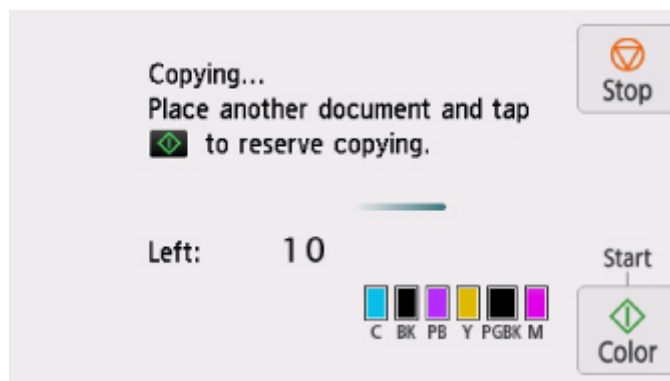 Copying...
Place another document and tap
to reserve copying.
Stop
Left: 10
Start
C BK PB Y PGBK M
Color